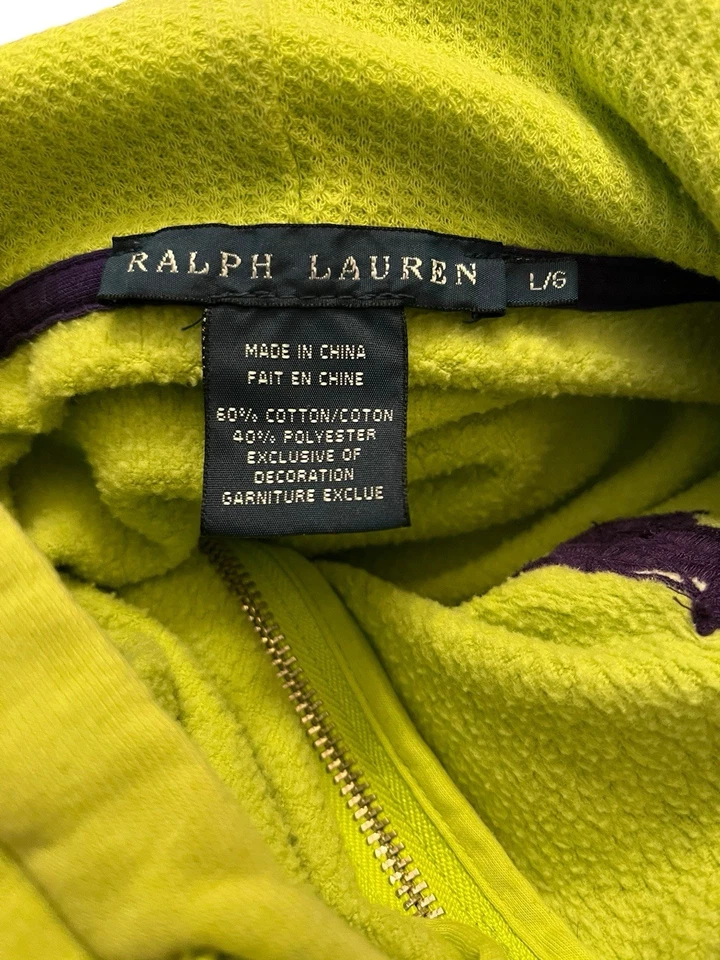 RALPH LAUREN
L/G
MADE IN CHINA
FAIT EN CHINE
60% COTTON/COTON
40% POLYESTER
EXCLUSIVE OF
DECORATION
GARNITURE EXCLUE